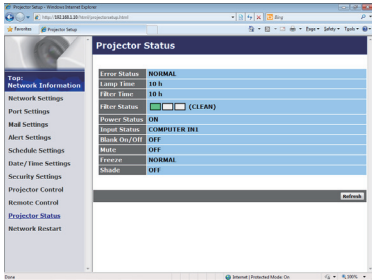 Projector Setup - Windows Internet Explorer
http://192.168.1.10/html/projectorsetup.html
Bing
Favorites
Projector Setup
Page
Safety
Tools
Projector Status
Top:
Network Information
Network Settings
Port Settings
Mail Settings
Alert Settings
Schedule Settings
Date/Time Settings
Security Settings
Projector Control
Remote Control
Projector Status
Network Restart
Error Status NORMAL
Lamp Time 10 h
Filter Time 10 h
Filter Status (CLEAN)
Power Status ON
Input Status COMPUTER IN1
Blank On/Off OFF
Mute OFF
Freeze NORMAL
Shade OFF
Refresh
Done
Internet | Protected Mode: On
100%